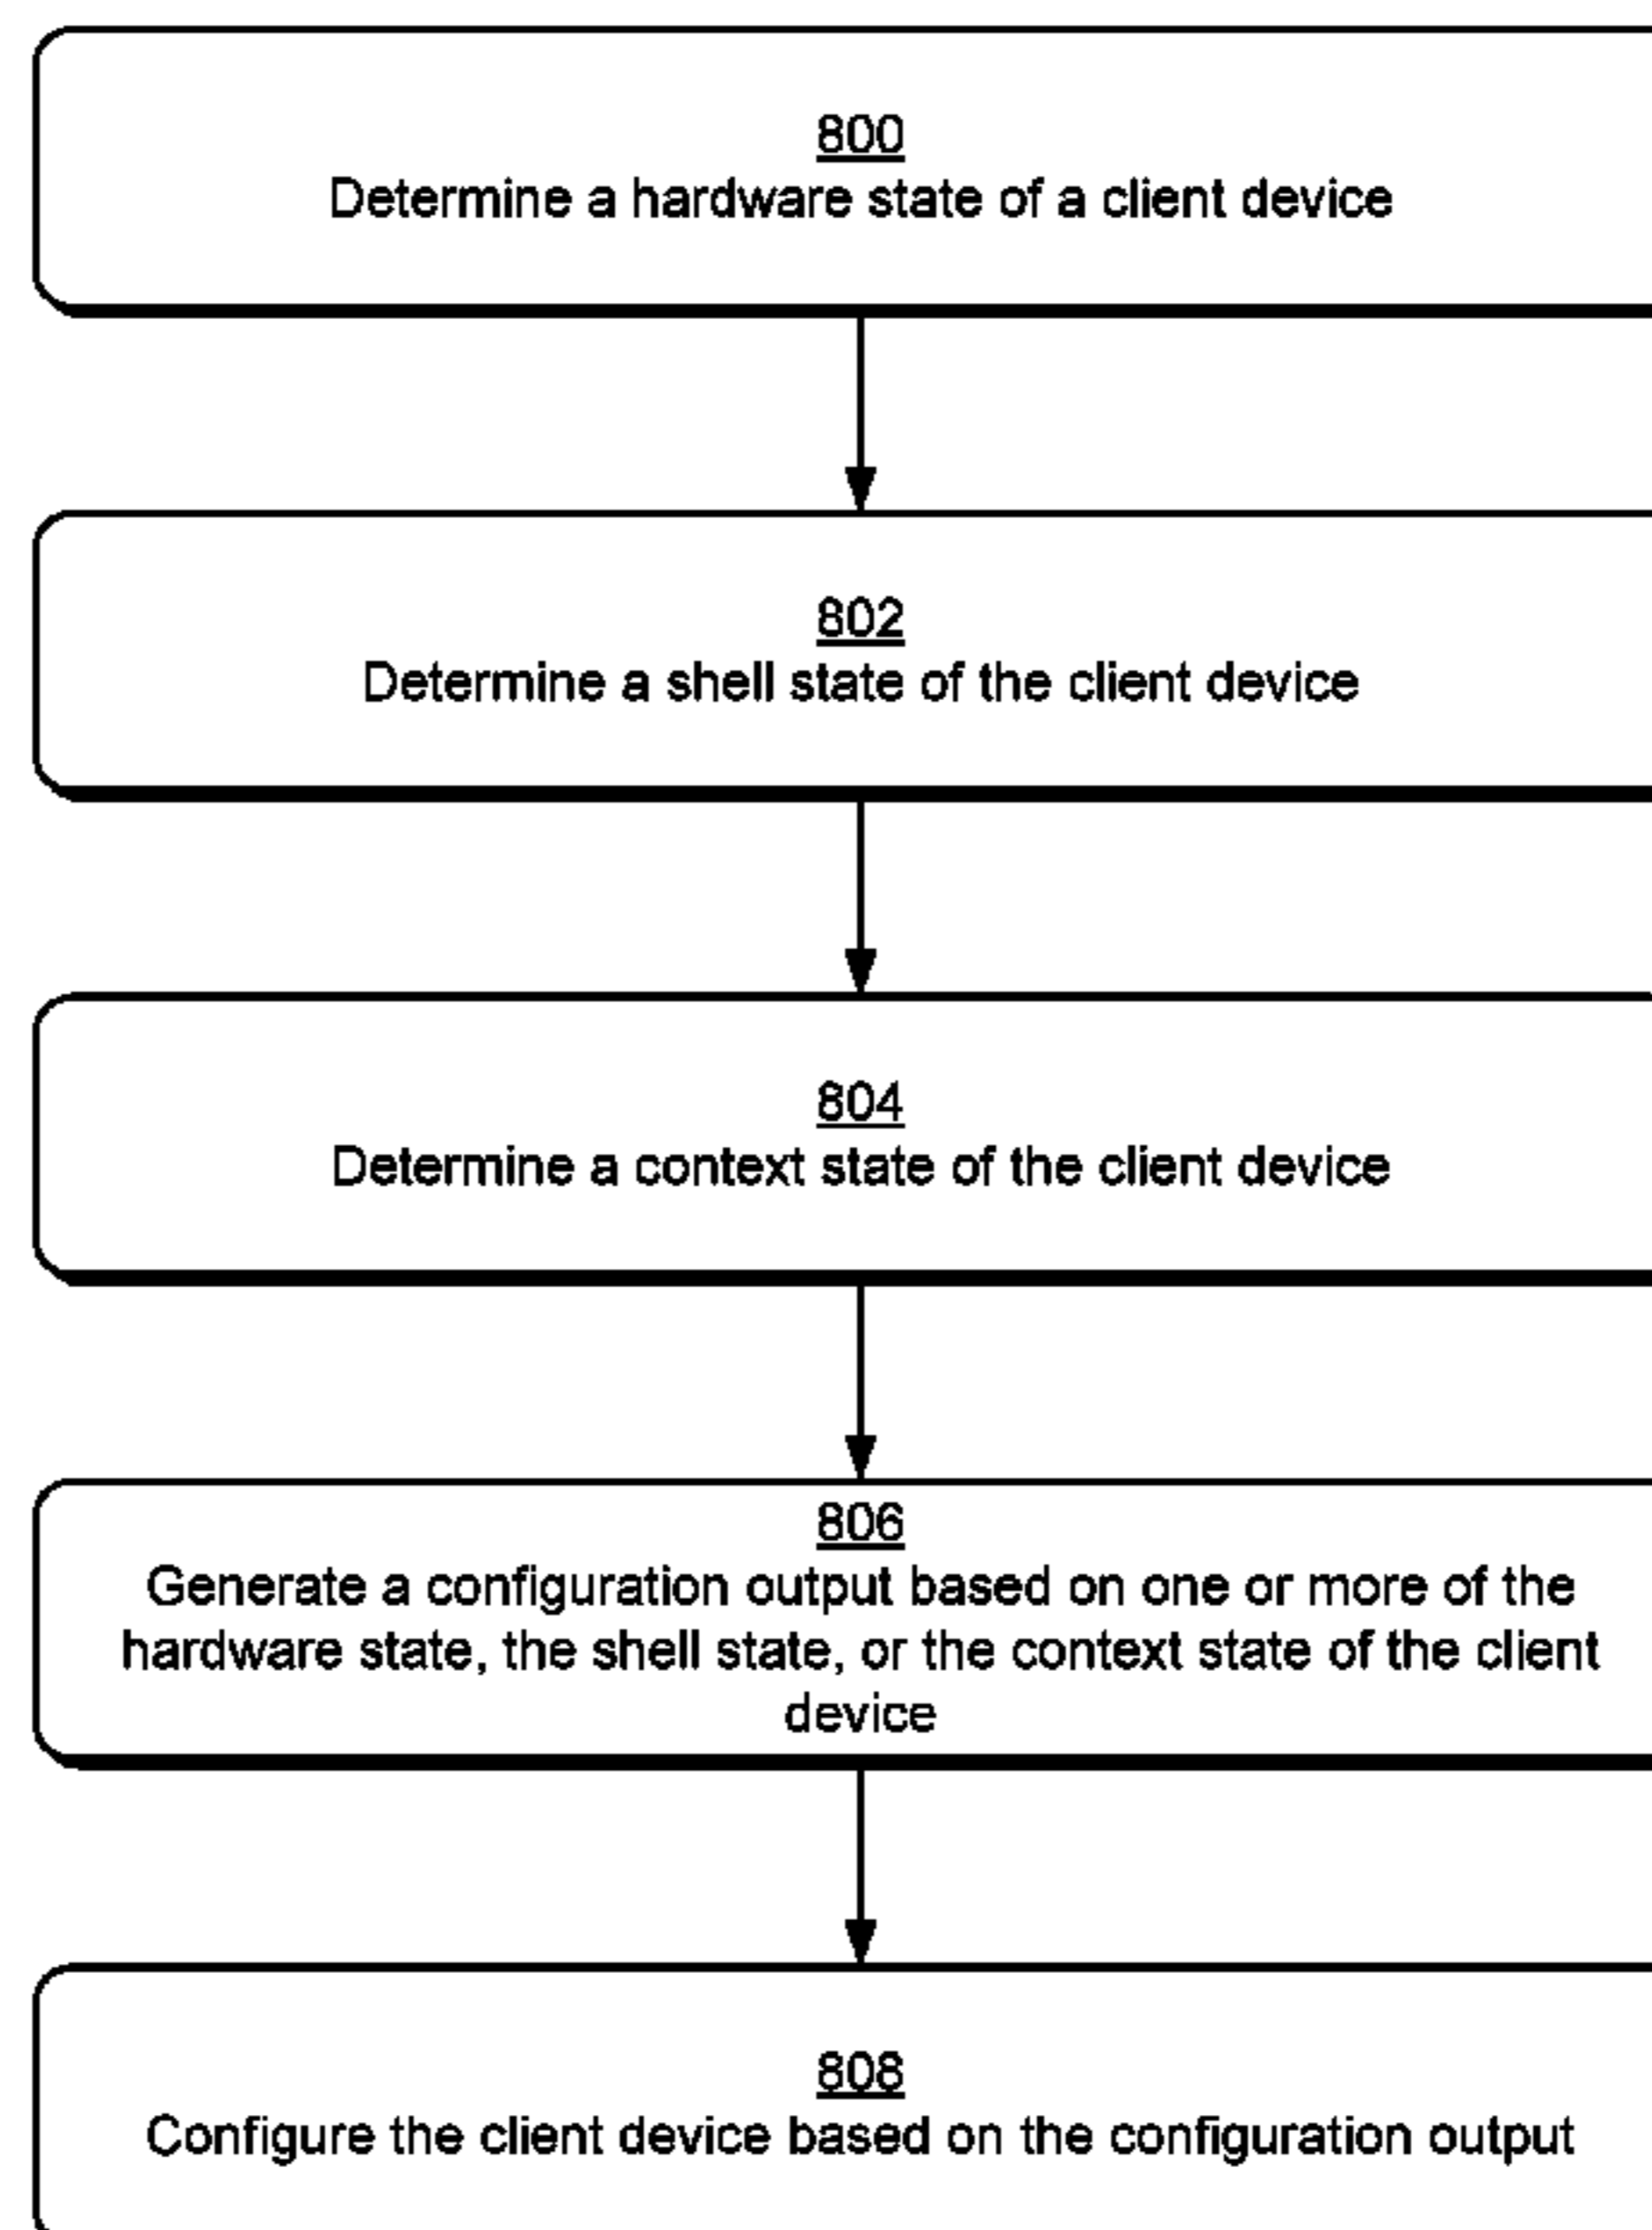 800
Determine a hardware state of a client device
802
Determine a shell state of the client device
804
Determine a context state of the client device
806
Generate a configuration output based on one or more of the
hardware state, the shell state, or the context state of the client
device
808
Configure the client device based on the configuration output